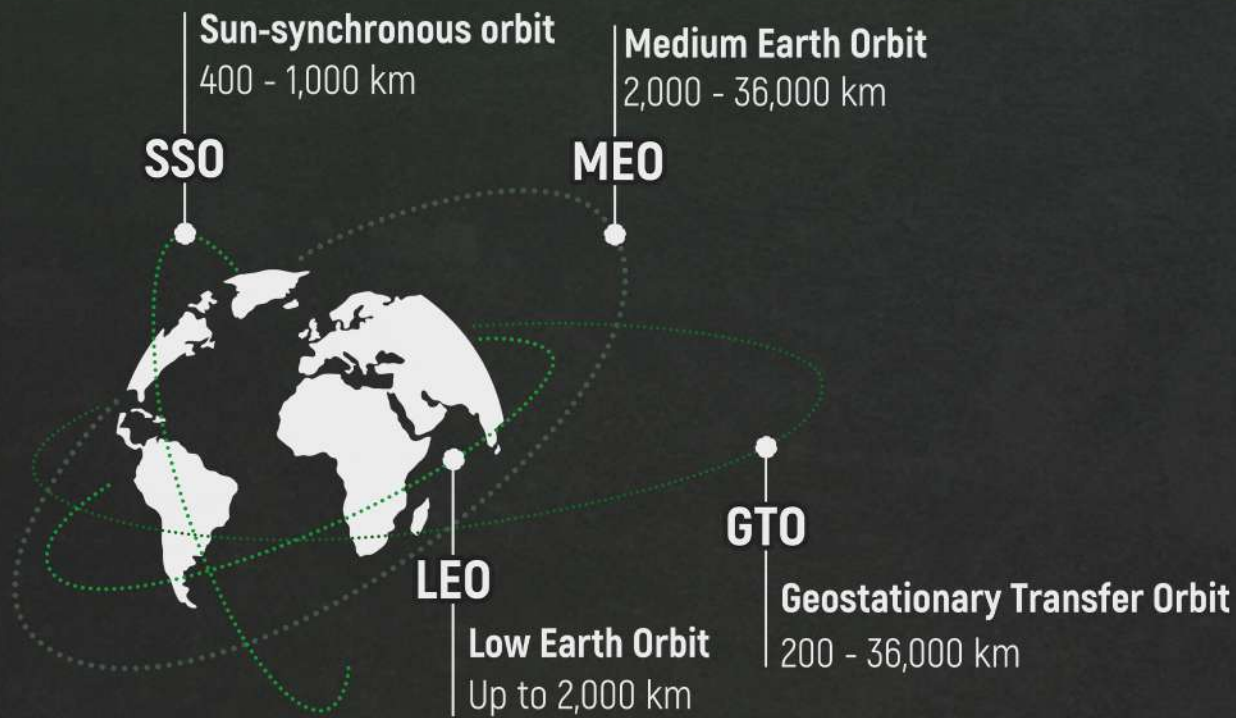 Sun-synchronous orbit
400 - 1,000 km
SSO
Medium Earth Orbit
2,000 - 36,000 km
MEO
LEO
Low Earth Orbit
Up to 2,000 km
GTO
Geostationary Transfer Orbit
200 - 36,000 km